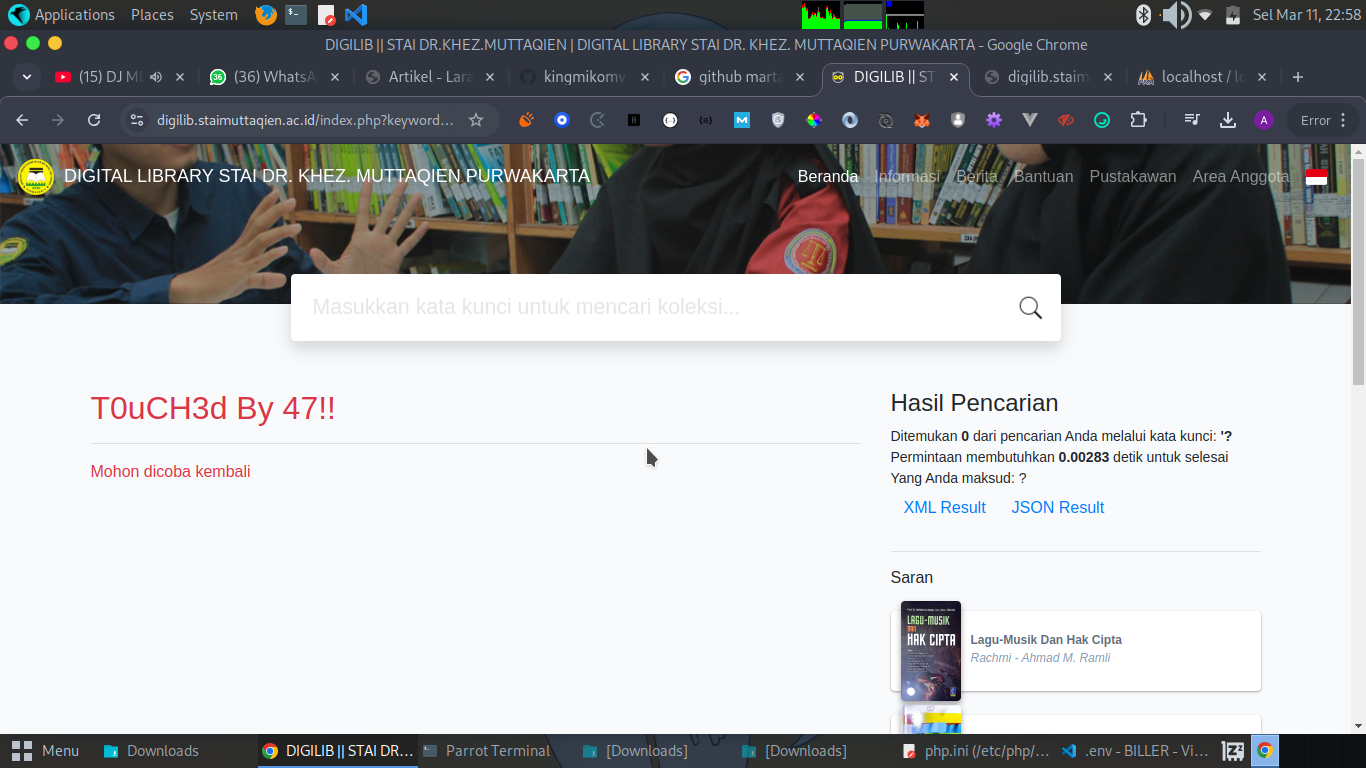 Applications Places System Sel Mar 11, 22:58
DIGILIB || STAI DR.KHEZ.MUTTAQIEN | DIGITAL LIBRARY STAI DR. KHEZ. MUTTAQIEN PURWAKARTA - Google Chrome
(15) DJ M (36) WhatsA Artikel - Lara kingmikomv github marta DIGILIB || ST digilib.staim localhost / lo
digilib.staimuttaqien.ac.id/index.php?keyword... A Error
DIGITAL LIBRARY STAI DR. KHEZ. MUTTAQIEN PURWAKARTA Beranda Informasi Berita Bantuan Pustakawan Area Anggota
Masukkan kata kunci untuk mencari koleksi...
T0uCH3d By 47!!
Mohon dicoba kembali
Hasil Pencarian
Ditemukan 0 dari pencarian Anda melalui kata kunci: '?
Permintaan membutuhkan 0.00283 detik untuk selesai
Yang Anda maksud: ?
XML Result JSON Result
Saran
LAGU-MUSIK
DAN
HAK CIPTA
Lagu-Musik Dan Hak Cipta
Rachmi - Ahmad M. Ramli
Menu Downloads DIGILIB || STAI DR... Parrot Terminal [Downloads] [Downloads] php.ini (/etc/php/... .env - BILLER - Vi...